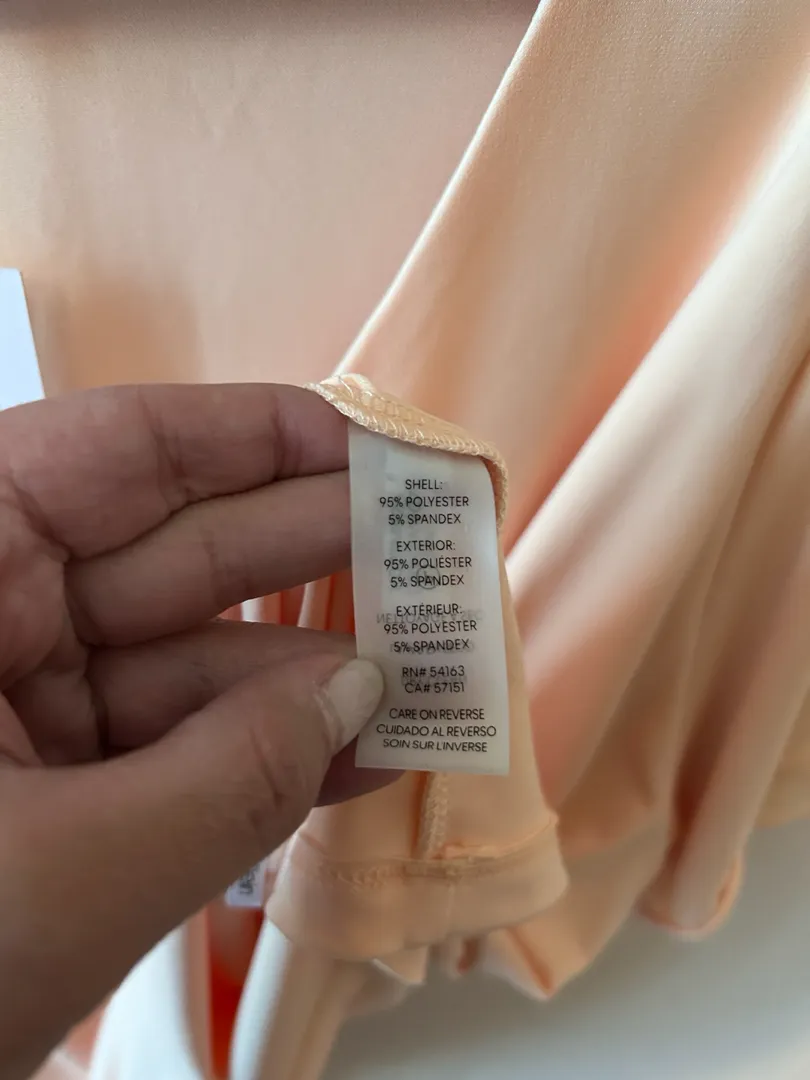 SHELL:
95% POLYESTER
5% SPANDEX
EXTERIOR:
95% POLIÉSTER
5% SPANDEX
EXTÉRIEUR:
95% POLYESTER
5% SPANDEX
RN# 54163
CA# 57151
CARE ON REVERSE
CUIDADO AL REVERSO
SOIN SUR L'INVERSE